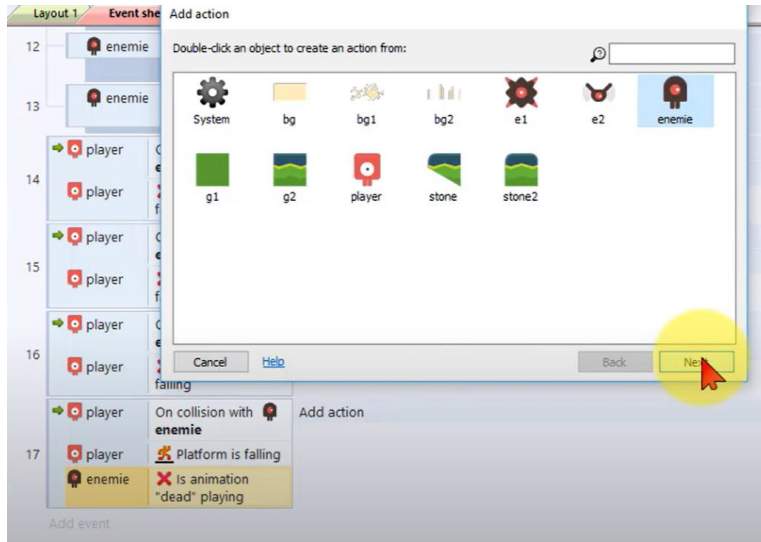 Layout 1 Event she
Add action
12 enemie
Double-click an object to create an action from:
System bg bg1 bg2 e1 e2 enemie
13 enemie
14 player
player
g1 g2 player stone stone2
15 player
player
16 player
player
falling
Cancel Help Back Next
17 player On collision with enemie Add action
player Platform is falling
enemie Is animation
"dead" playing
Add event